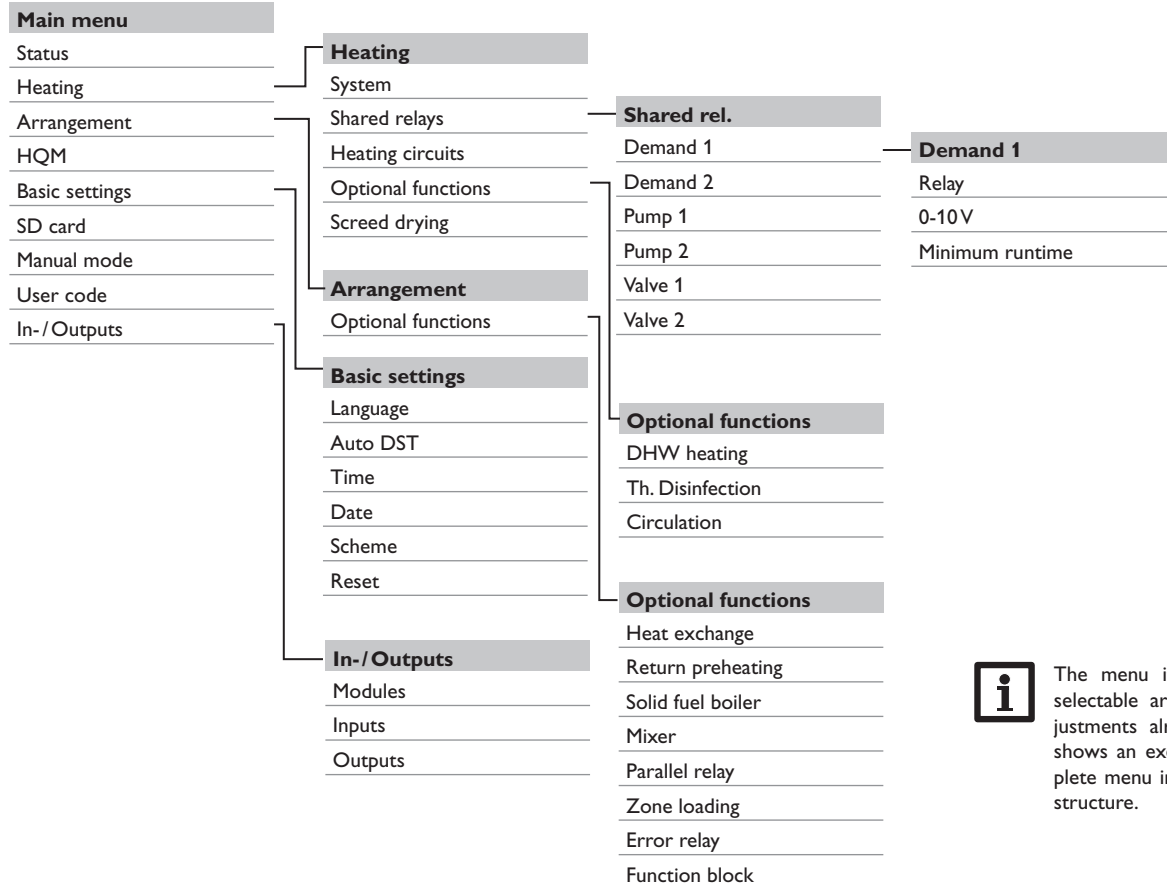 Main menu
Status
Heating
Arrangement
HQM
Basic settings
SD card
Manual mode
User code
In-/Outputs
Heating
System
Shared relays
Heating circuits
Optional functions
Screed drying
Arrangement
Optional functions
Basic settings
Language
Auto DST
Time
Date
Scheme
Reset
In-/Outputs
Modules
Inputs
Outputs
Shared rel.
Demand 1
Demand 2
Pump 1
Pump 2
Valve 1
Valve 2
Optional functions
DHW heating
Th. Disinfection
Circulation
Optional functions
Heat exchange
Return preheating
Solid fuel boiler
Mixer
Parallel relay
Zone loading
Error relay
Function block
Demand 1
Relay
0-10 V
Minimum runtime
The menu
selectable
justments
shows an
plete menu
structure.